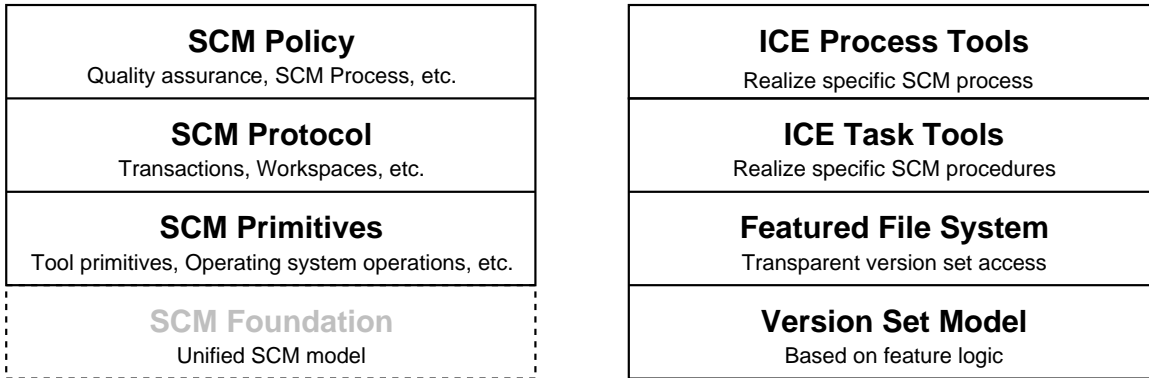 SCM Policy
Quality assurance, SCM Process, etc.
SCM Protocol
Transactions, Workspaces, etc.
SCM Primitives
Tool primitives, Operating system operations, etc.
SCM Foundation
Unified SCM model
ICE Process Tools
Realize specific SCM process
ICE Task Tools
Realize specific SCM procedures
Featured File System
Transparent version set access
Version Set Model
Based on feature logic